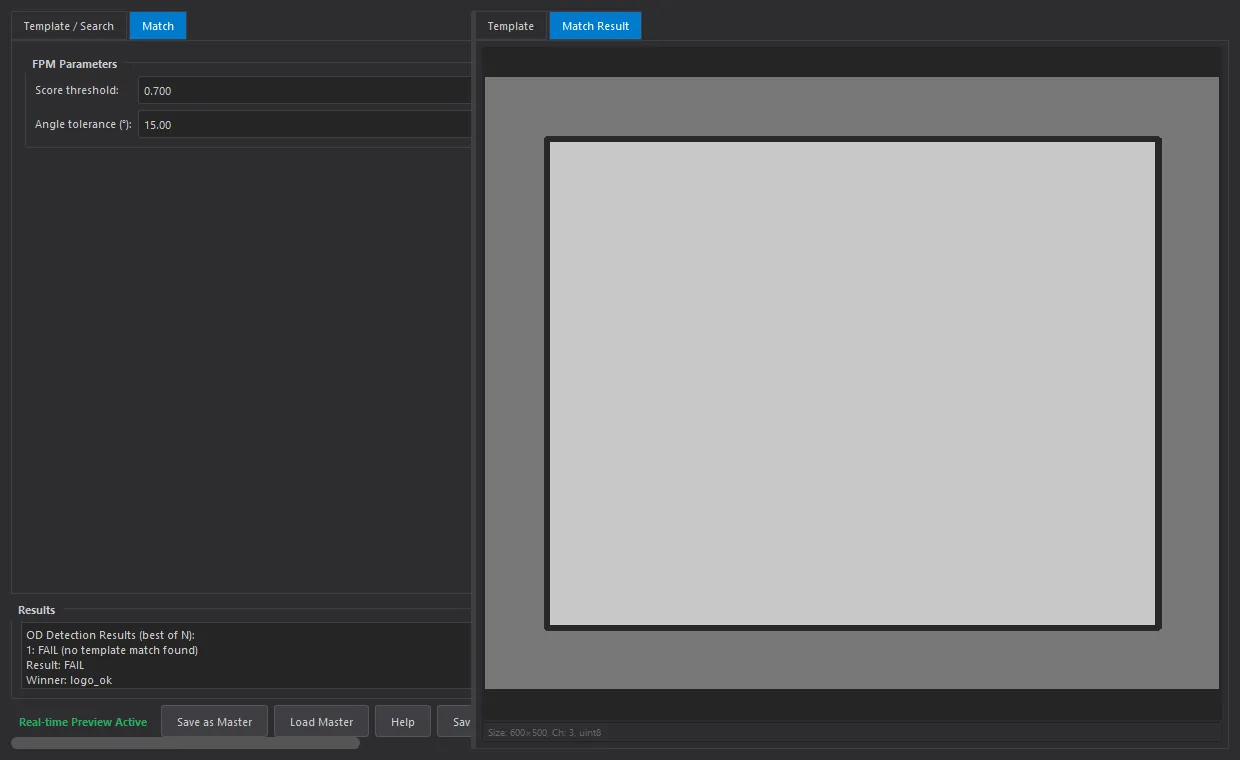 Template / Search
Match
FPM Parameters
Score threshold:
0.700
Angle tolerance (°):
15.00
Results
OD Detection Results (best of N):
1: FAIL (no template match found)
Result: FAIL
Winner: logo_ok
Real-time Preview Active
Save as Master
Load Master
Help
Sav
Template
Match Result
Size: 600×500, Ch: 3, uint8